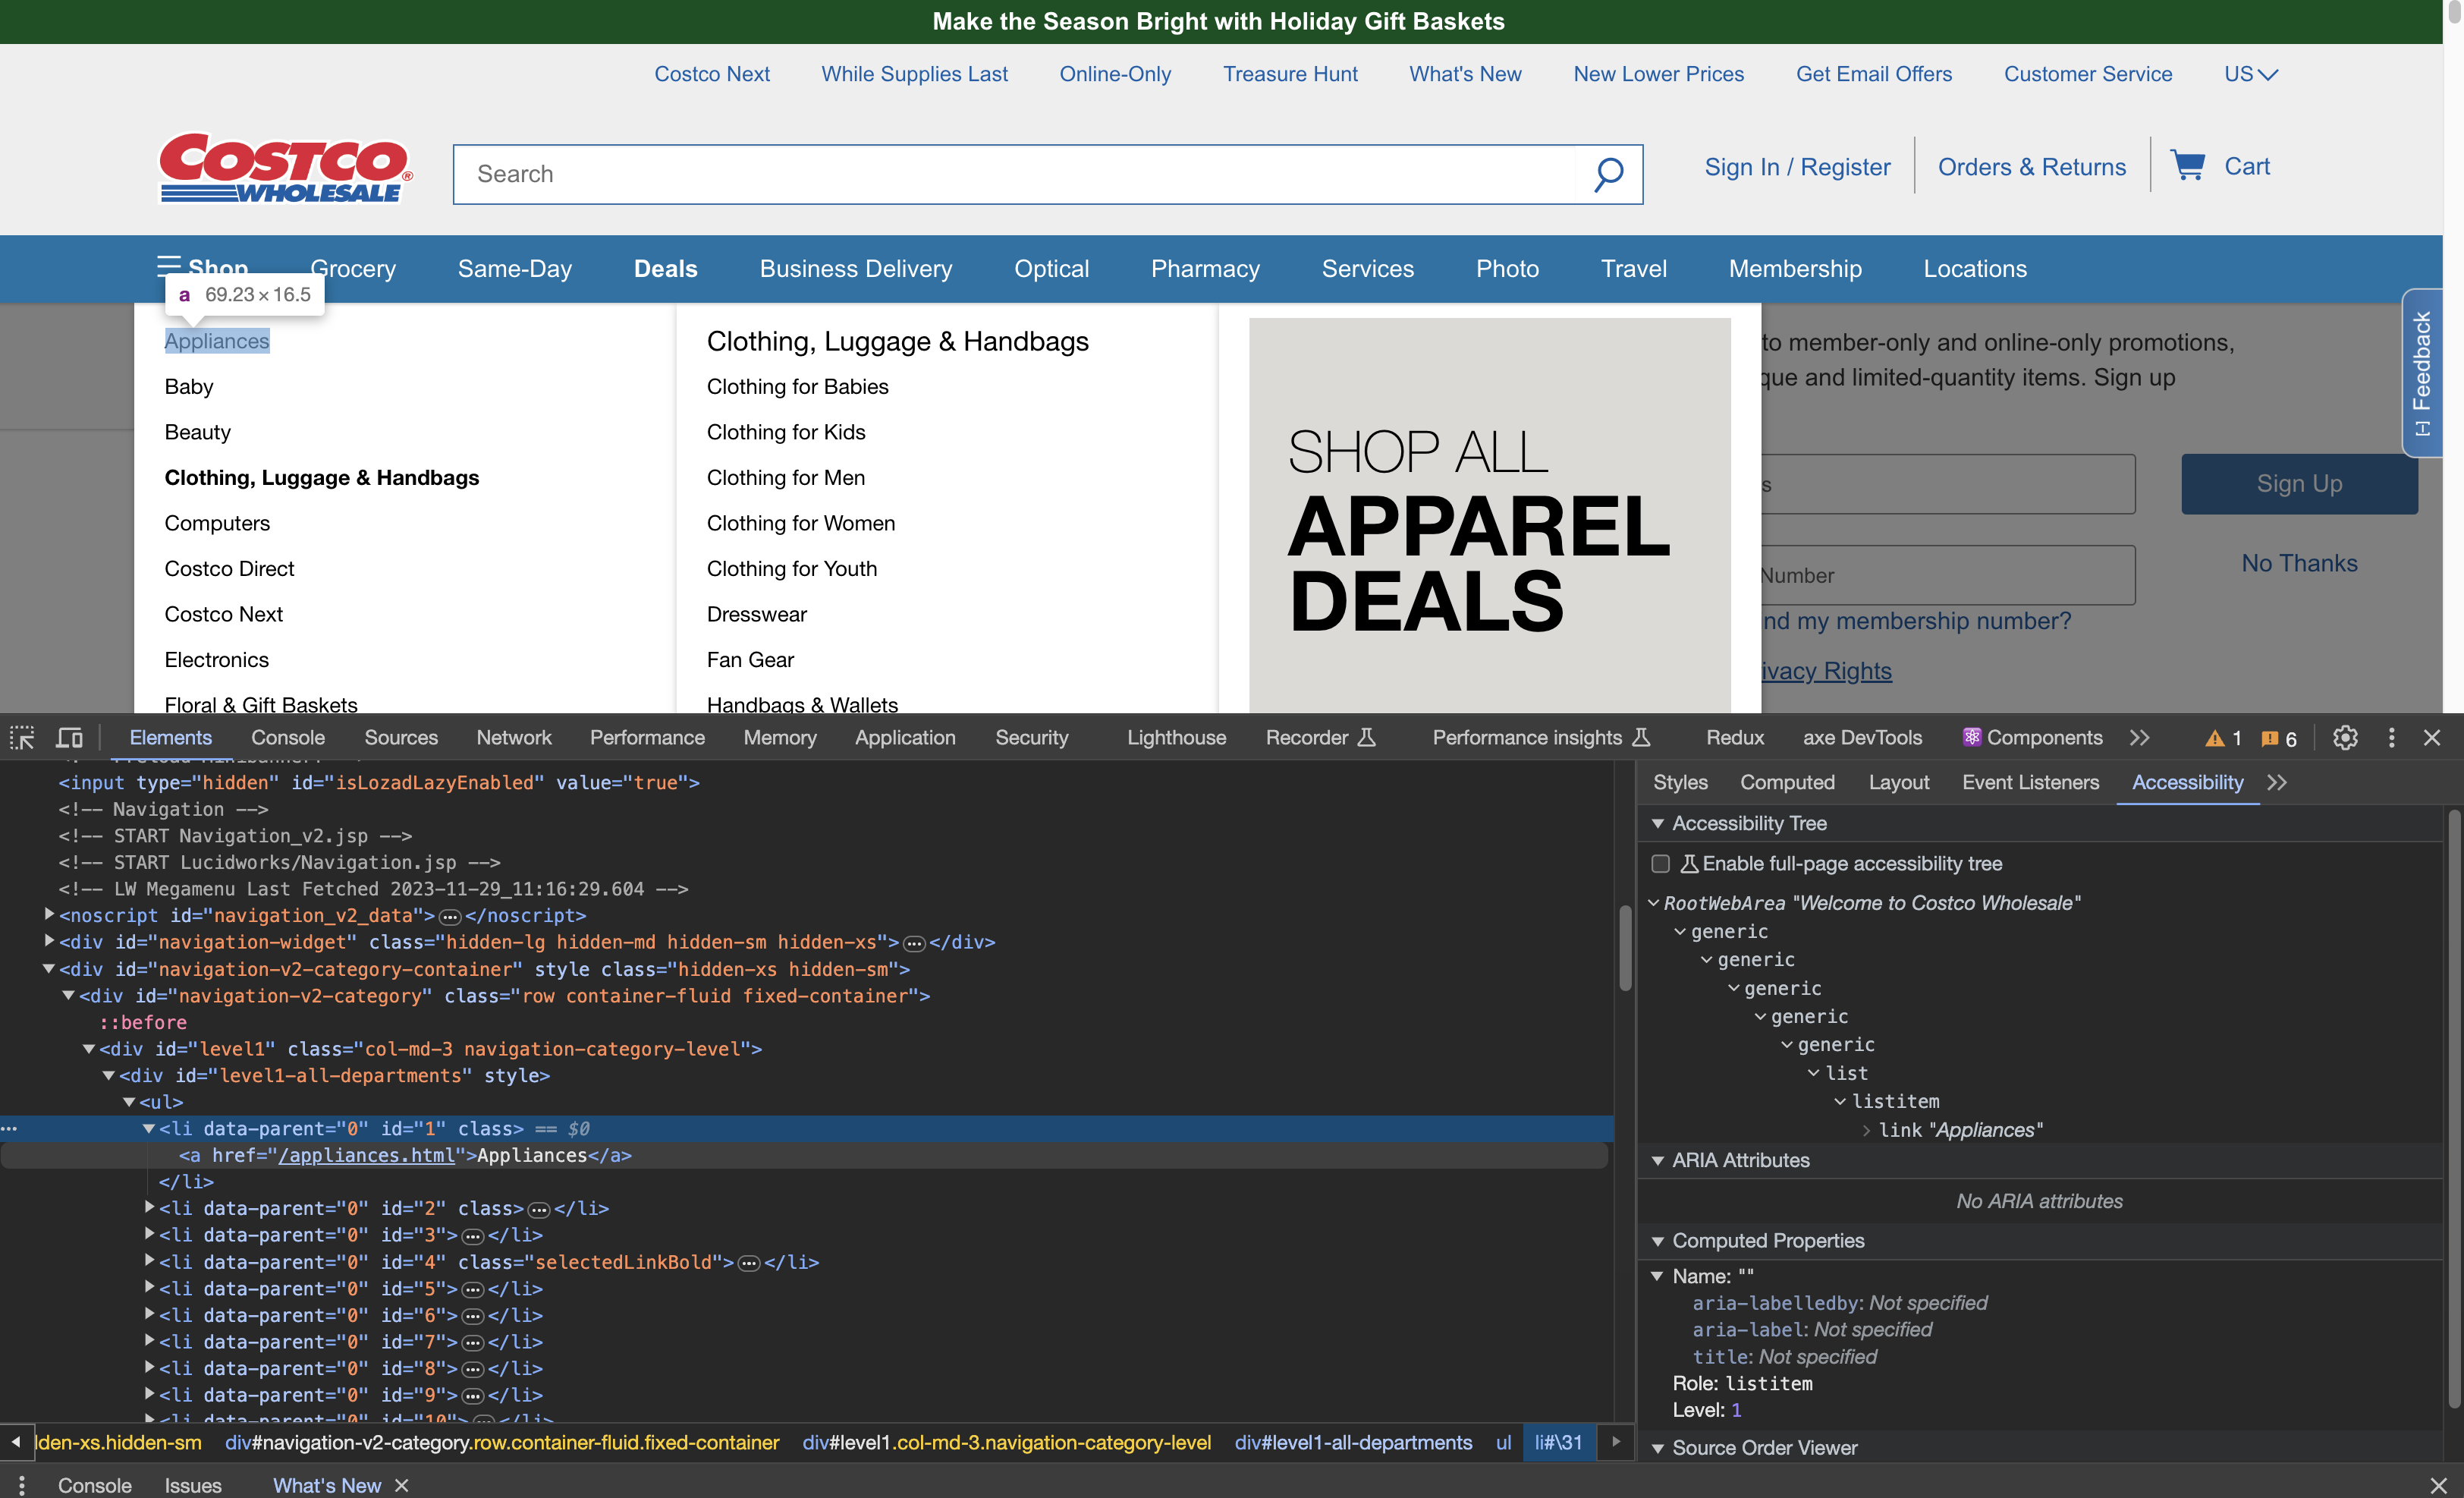 Make the Season Bright with Holiday Gift Baskets
Costco Next While Supplies Last Online-Only Treasure Hunt What's New New Lower Prices Get Email Offers Customer Service US
COSTCO WHOLESALE ®
Search
Sign In / Register Orders & Returns Cart
Shop Grocery Same-Day Deals Business Delivery Optical Pharmacy Services Photo Travel Membership Locations
a 69.23 × 16.5
Appliances
Baby
Beauty
Clothing, Luggage & Handbags
Computers
Costco Direct
Costco Next
Electronics
Floral & Gift Baskets
Clothing, Luggage & Handbags
Clothing for Babies
Clothing for Kids
Clothing for Men
Clothing for Women
Clothing for Youth
Dresswear
Fan Gear
Handbags & Wallets
SHOP ALL
APPAREL
DEALS
to member-only and online-only promotions,
que and limited-quantity items. Sign up
s
Sign Up
Number
No Thanks
nd my membership number?
ivacy Rights
[-] Feedback
Elements Console Sources Network Performance Memory Application Security Lighthouse Recorder Performance insights Redux axe DevTools Components 1 6
<input type="hidden" id="isLozadLazyEnabled" value="true">
<!-- Navigation -->
<!-- START Navigation_v2.jsp -->
<!-- START Lucidworks/Navigation.jsp -->
<!-- LW Megamenu Last Fetched 2023-11-29_11:16:29.604 -->
<noscript id="navigation_v2_data">…</noscript>
<div id="navigation-widget" class="hidden-lg hidden-md hidden-sm hidden-xs">…</div>
<div id="navigation-v2-category-container" style class="hidden-xs hidden-sm">
<div id="navigation-v2-category" class="row container-fluid fixed-container">
::before
<div id="level1" class="col-md-3 navigation-category-level">
<div id="level1-all-departments" style>
<ul>
… <li data-parent="0" id="1" class> == $0
<a href="/appliances.html">Appliances</a>
</li>
<li data-parent="0" id="2" class>…</li>
<li data-parent="0" id="3">…</li>
<li data-parent="0" id="4" class="selectedLinkBold">…</li>
<li data-parent="0" id="5">…</li>
<li data-parent="0" id="6">…</li>
<li data-parent="0" id="7">…</li>
<li data-parent="0" id="8">…</li>
<li data-parent="0" id="9">…</li>
<li data-parent="0" id="10">…</li>
lden-xs.hidden-sm div#navigation-v2-category.row.container-fluid.fixed-container div#level1.col-md-3.navigation-category-level div#level1-all-departments ul li#\31
Styles Computed Layout Event Listeners Accessibility
Accessibility Tree
Enable full-page accessibility tree
RootWebArea "Welcome to Costco Wholesale"
generic
generic
generic
generic
generic
list
listitem
link "Appliances"
ARIA Attributes
No ARIA attributes
Computed Properties
Name: ""
aria-labelledby: Not specified
aria-label: Not specified
title: Not specified
Role: listitem
Level: 1
Source Order Viewer
Console Issues What's New